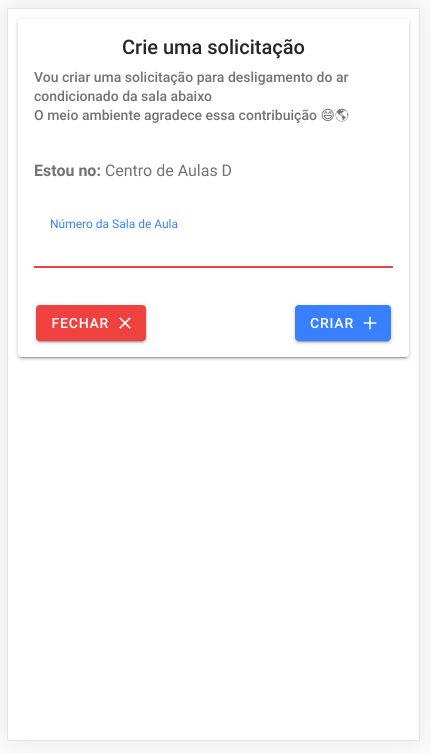 Crie uma solicitação
Vou criar uma solicitação para desligamento do ar
condicionado da sala abaixo
O meio ambiente agradece essa contribuição 😄🌎
Estou no: Centro de Aulas D
Número da Sala de Aula
FECHAR
CRIAR